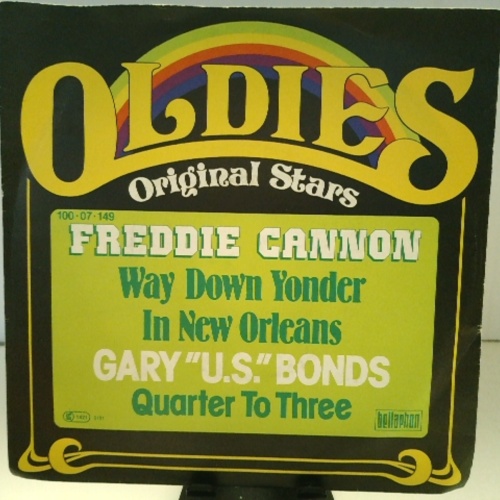 OLDIES
Original Stars
100·07·149
FREDDIE CANNON
Way Down Yonder
In New Orleans
GARY "U.S." BONDS
Quarter To Three
bellaphon